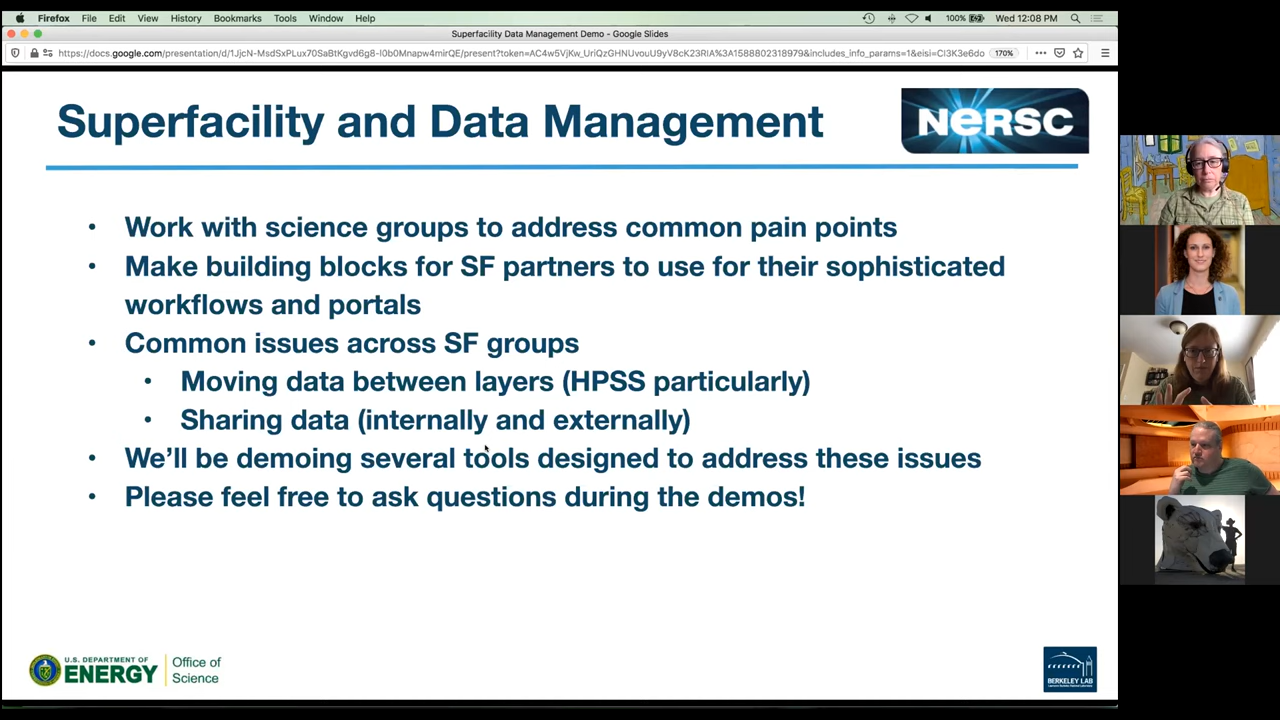 Firefox File Edit View History Bookmarks Tools Window Help 100% Wed 12:08 PM
Superfacility Data Management Demo - Google Slides
170%
Superfacility and Data Management
NERSC
• Work with science groups to address common pain points
• Make building blocks for SF partners to use for their sophisticated
workflows and portals
• Common issues across SF groups
• Moving data between layers (HPSS particularly)
• Sharing data (internally and externally)
• We'll be demoing several tools designed to address these issues
• Please feel free to ask questions during the demos!
U.S. DEPARTMENT OF
ENERGY
Office of
Science
BERKELEY LAB